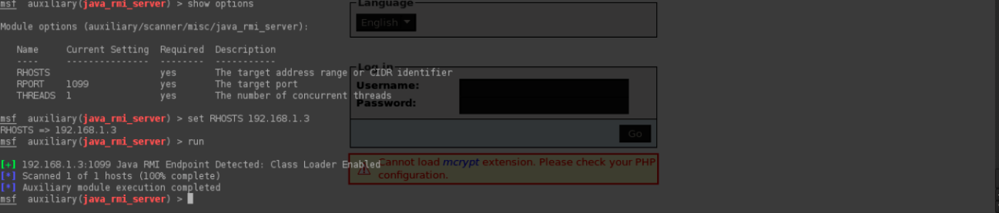 msf auxiliary(java_rmi_server) > show options
Module options (auxiliary/scanner/misc/java_rmi_server):
Name Current Setting Required Description
---- --------------- -------- -----------
RHOSTS yes The target address range or CIDR identifier
RPORT 1099 yes The target port
THREADS 1 yes The number of concurrent threads
msf auxiliary(java_rmi_server) > set RHOSTS 192.168.1.3
RHOSTS => 192.168.1.3
msf auxiliary(java_rmi_server) > run
[+] 192.168.1.3:1099 Java RMI Endpoint Detected: Class Loader Enabled
[*] Scanned 1 of 1 hosts (100% complete)
[*] Auxiliary module execution completed
msf auxiliary(java_rmi_server) >
Language
English
Log in
Username:
Password:
Go
Cannot load mcrypt extension. Please check your PHP
configuration.